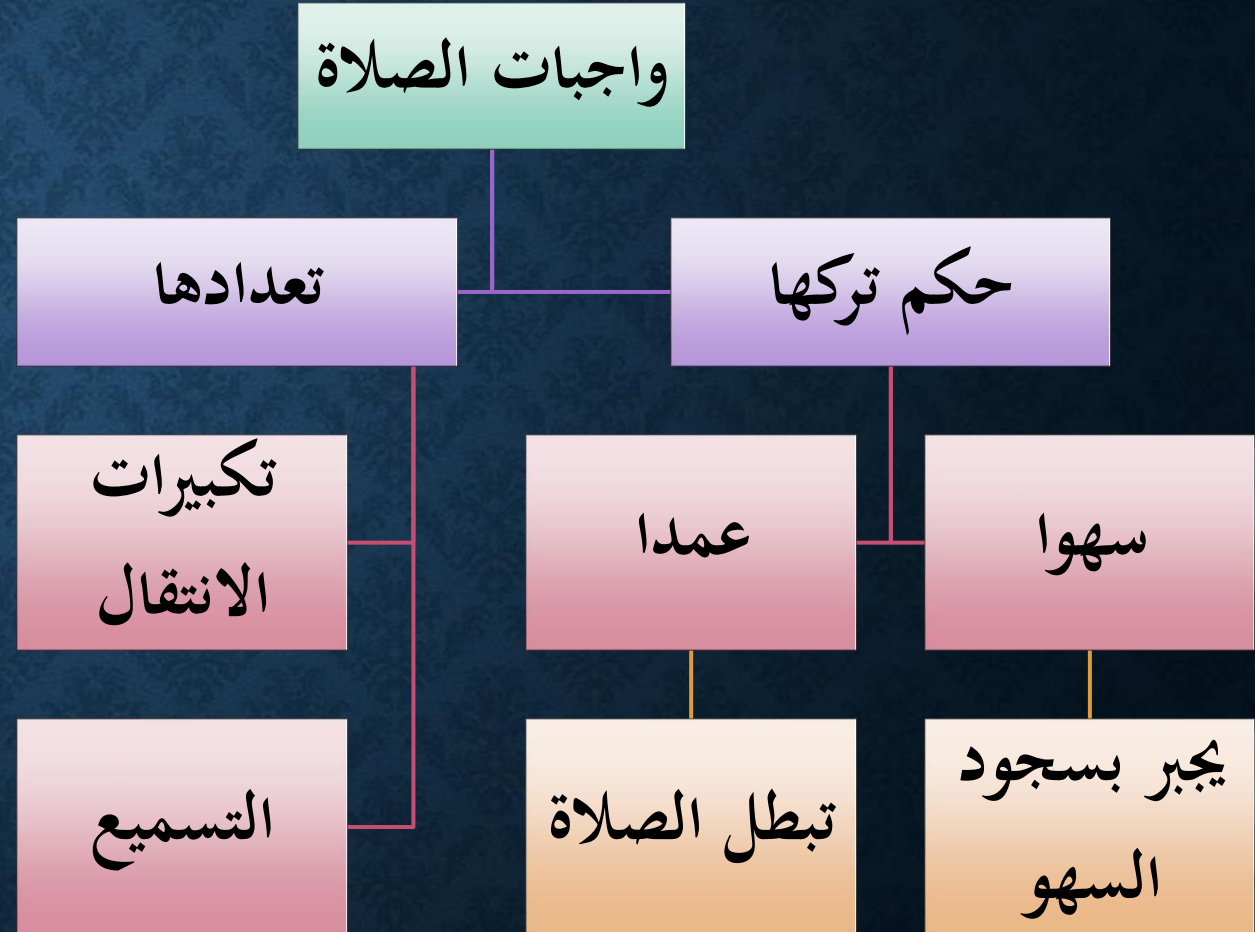 واجبات الصلاة
حكم تركها
تعدادها
سهوا
عمدا
تكبيرات
الانتقال
يجبر بسجود
السهو
تبطل الصلاة
التسميع